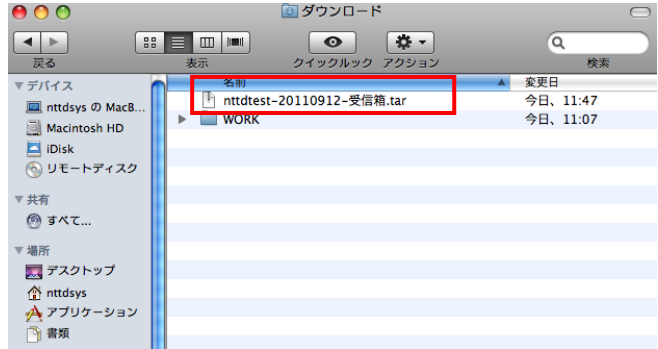 ダウンロード
戻る 表示 クイックルック アクション 検索
▼デバイス
nttdsys の MacB...
Macintosh HD
iDisk
リモートディスク
▼共有
すべて...
▼場所
デスクトップ
nttdsys
アプリケーション
書類
名前 変更日
nttdtest-20110912-受信箱.tar 今日、11:47
WORK 今日、11:07